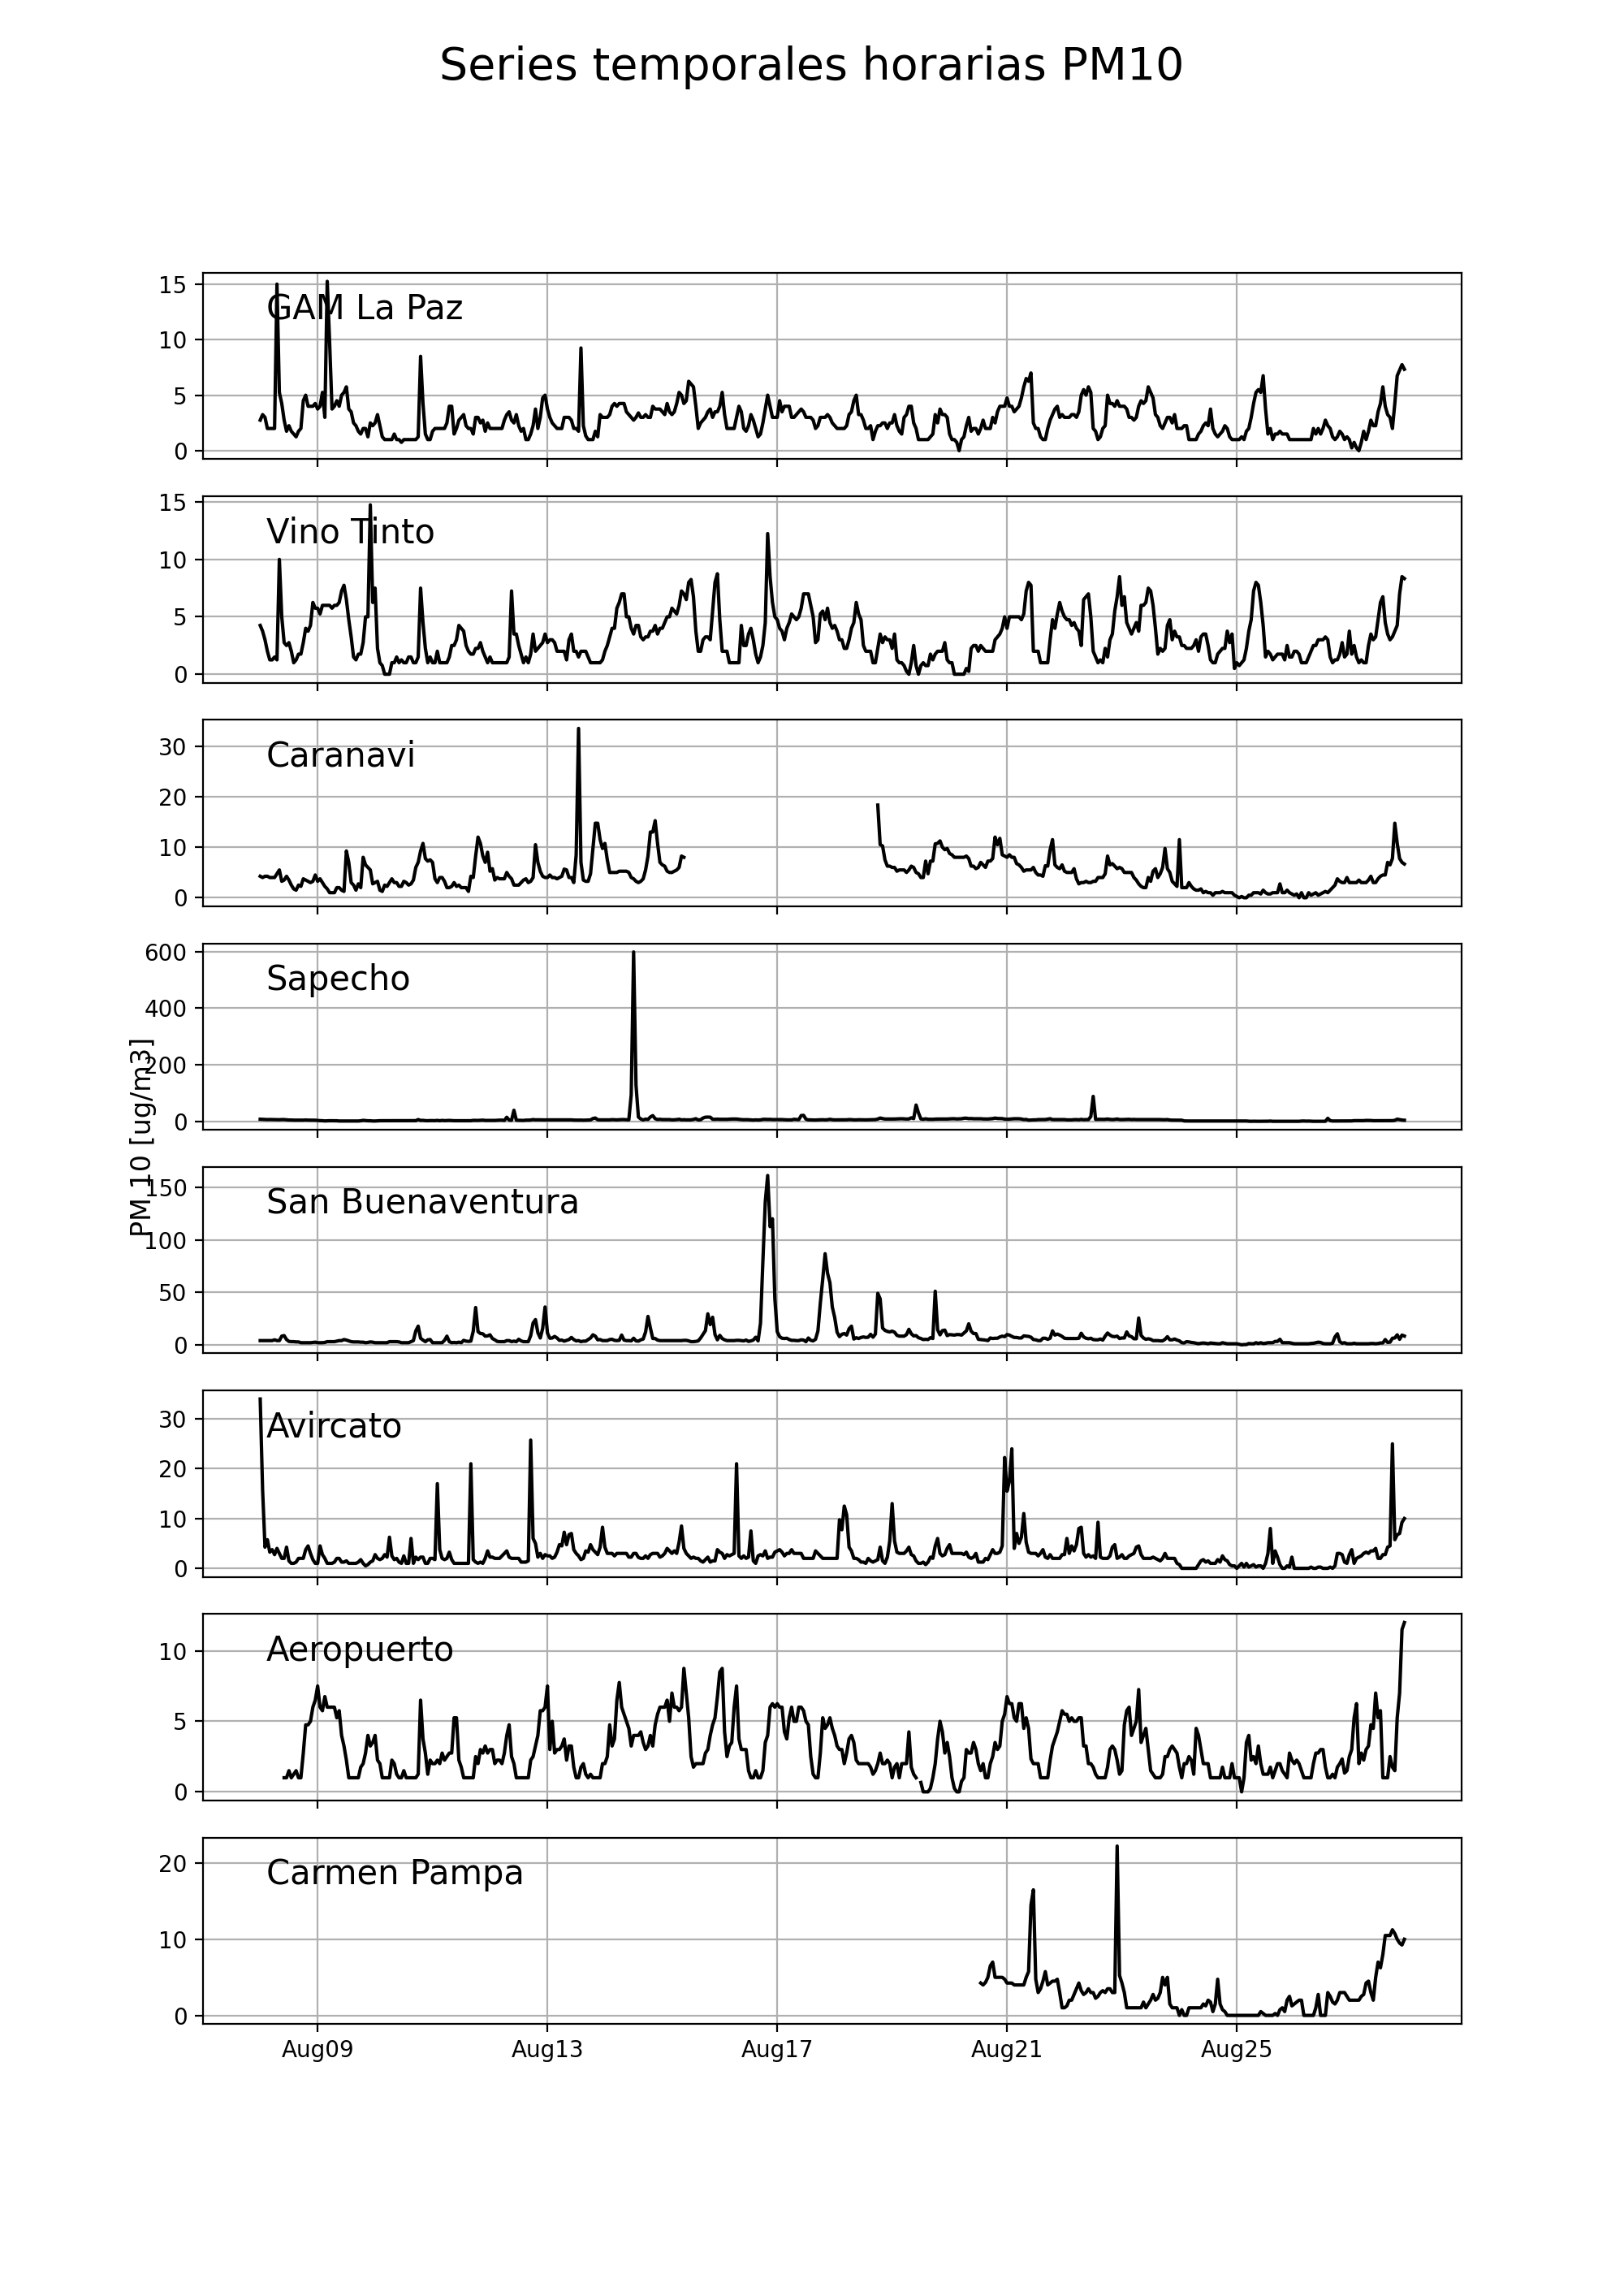 Series temporales horarias PM10
15
GAM La Paz
10
5
0
15
Vino Tinto
10
5
0
30
Caranavi
20
10
0
600
Sapecho
400
200
0
PM 10 [ug/m3]
150
San Buenaventura
100
50
0
30
Avircato
20
10
0
10
Aeropuerto
5
0
20
Carmen Pampa
10
0
Aug09 Aug13 Aug17 Aug21 Aug25